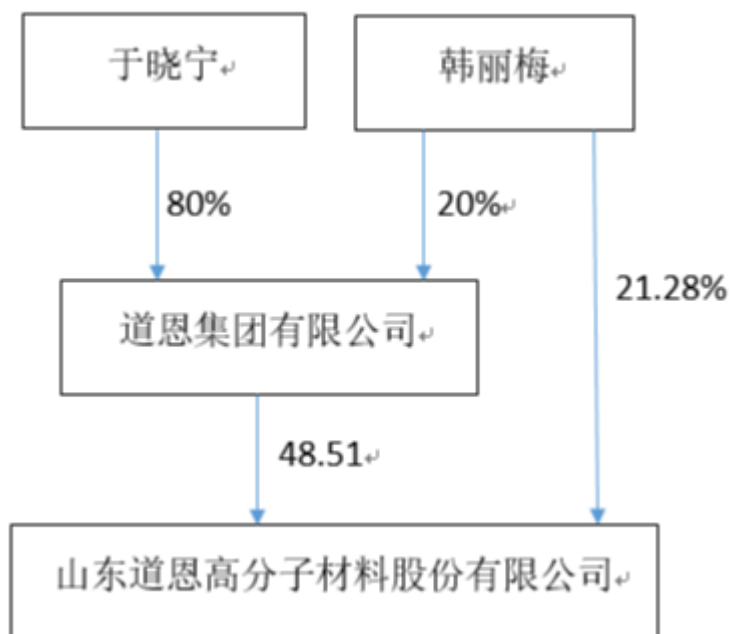 于晓宁
韩丽梅
80%
20%
21.28%
道恩集团有限公司
48.51
山东道恩高分子材料股份有限公司